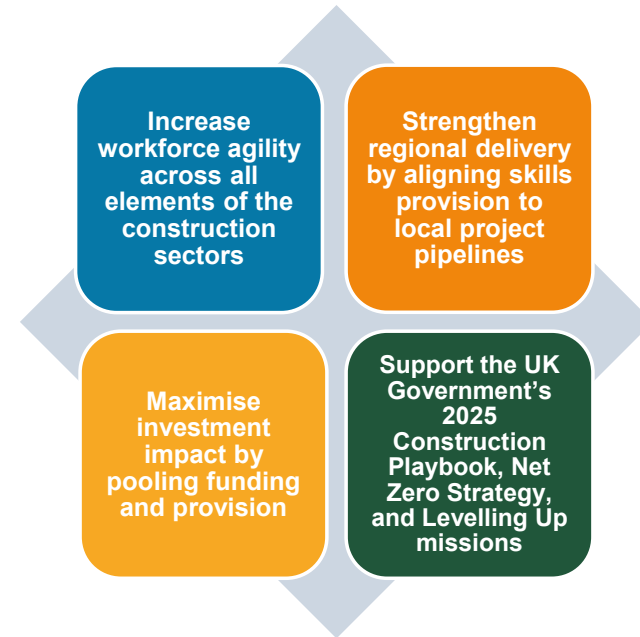 Increase
workforce agility
across all
elements of the
construction
sectors
Strengthen
regional delivery
by aligning skills
provision to
local project
pipelines
Maximise
investment
impact by
pooling funding
and provision
Support the UK
Government’s
2025
Construction
Playbook, Net
Zero Strategy,
and Levelling Up
missions